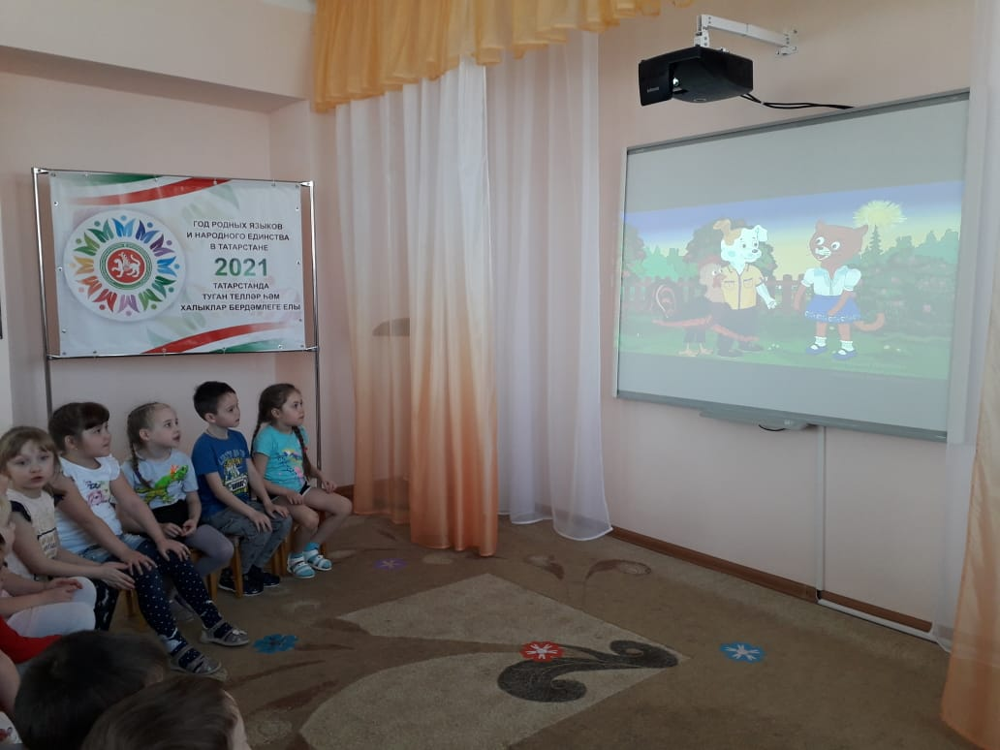 ГОД РОДНЫХ ЯЗЫКОВ
И НАРОДНОГО ЕДИНСТВА
В ТАТАРСТАНЕ
2021
ТАТАРСТАНДА
ТУГАН ТЕЛЛӘР ҺӘМ
ХАЛЫКЛАР БЕРДӘМЛЕГЕ ЕЛЫ